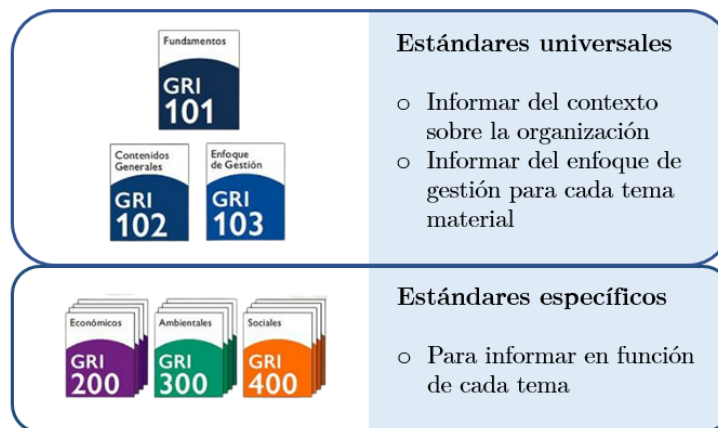 Fundamentos
GRI
101
Contenidos
Generales
GRI
102
Enfoque
de Gestión
GRI
103
Estándares universales
o Informar del contexto
sobre la organización
o Informar del enfoque de
gestión para cada tema
material
Económicos
GRI
200
Ambientales
GRI
300
Sociales
GRI
400
Estándares específicos
o Para informar en función
de cada tema